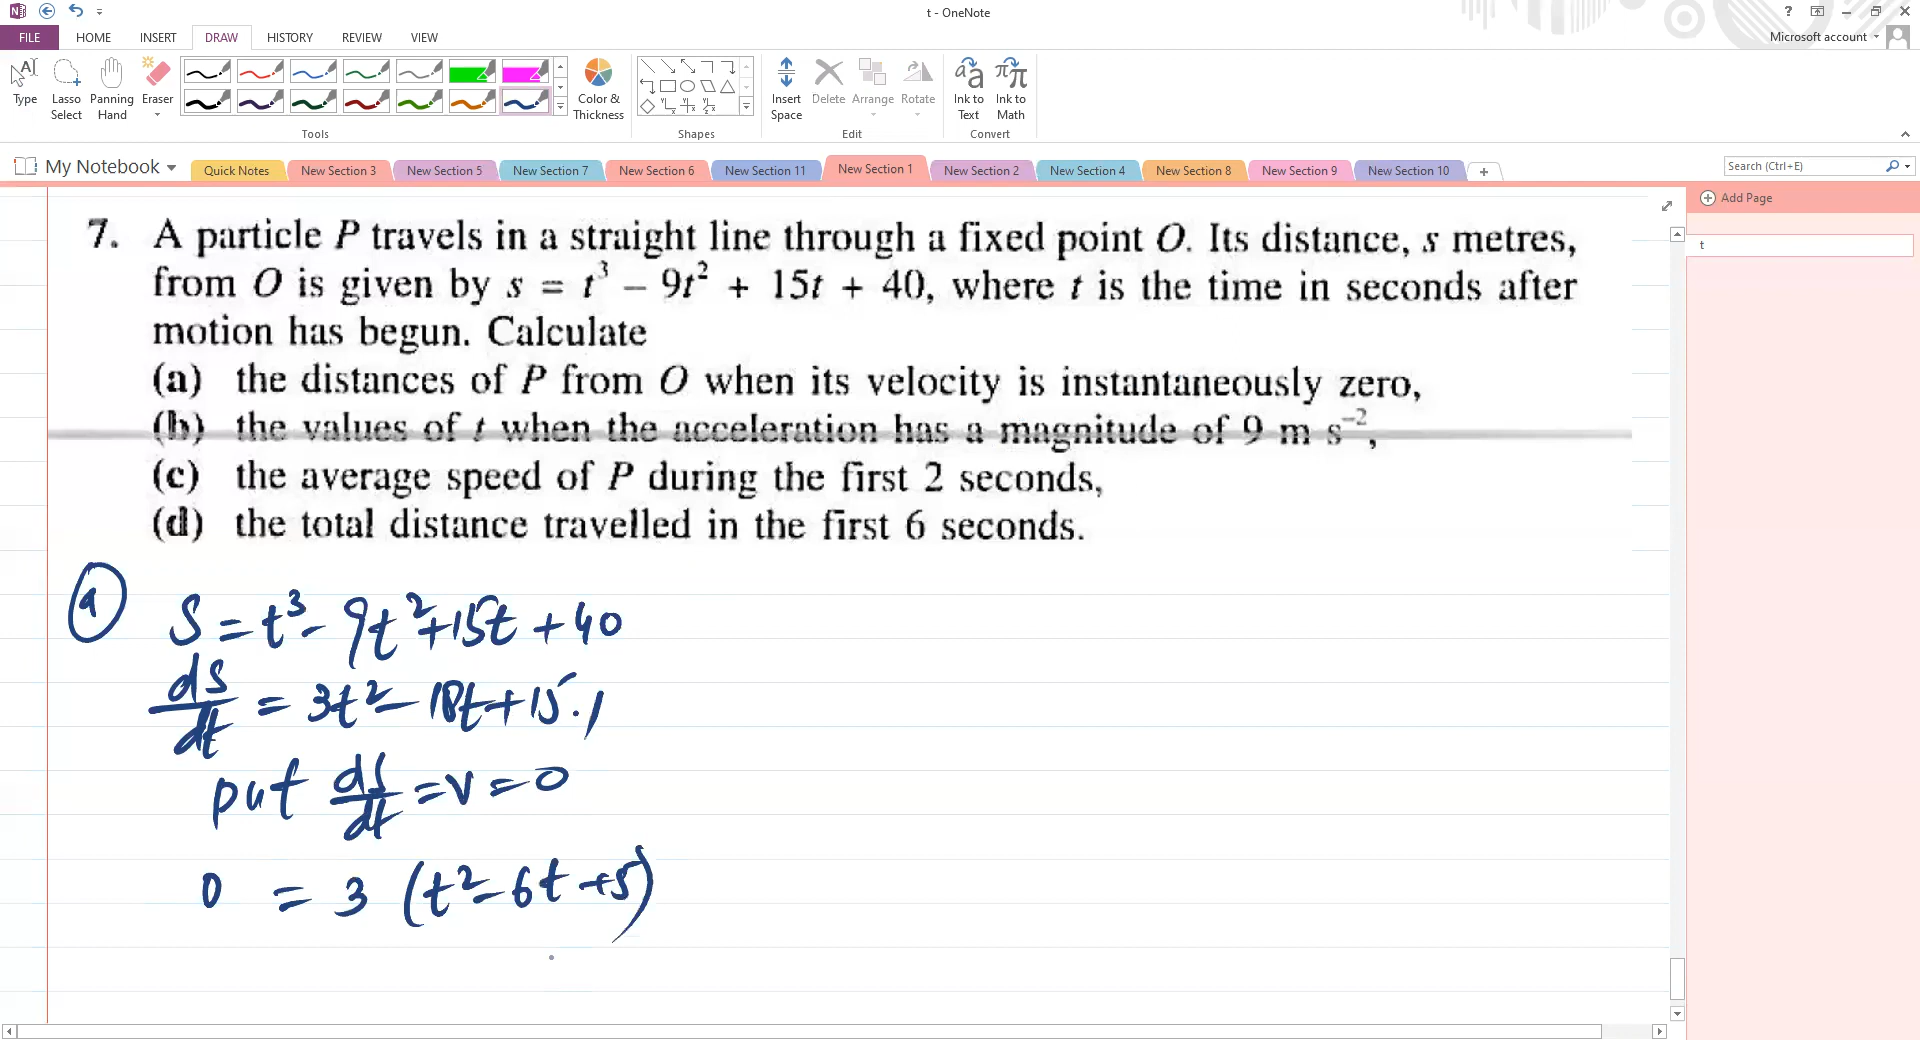 t - OneNote
Microsoft account
FILE HOME INSERT DRAW HISTORY REVIEW VIEW
Type
Lasso Select
Panning Hand
Eraser
Color & Thickness
Insert Space
Delete
Arrange
Rotate
Ink to Text
Ink to Math
Tools
Shapes
Edit
Convert
My Notebook
Quick Notes
New Section 3
New Section 5
New Section 7
New Section 6
New Section 11
New Section 1
New Section 2
New Section 4
New Section 8
New Section 9
New Section 10
Search (Ctrl+E)
Add Page
t
7. A particle P travels in a straight line through a fixed point O. Its distance, s metres,
from O is given by s = t³ – 9t² + 15t + 40, where t is the time in seconds after
motion has begun. Calculate
(a) the distances of P from O when its velocity is instantaneously zero,
(b) the values of t when the acceleration has a magnitude of 9 m s⁻²,
(c) the average speed of P during the first 2 seconds,
(d) the total distance travelled in the first 6 seconds.
(a) S = t³ - 9t² + 15t + 40
ds/dt = 3t² - 18t + 15 . /
put ds/dt = v = 0
0 = 3 (t² - 6t + 5)